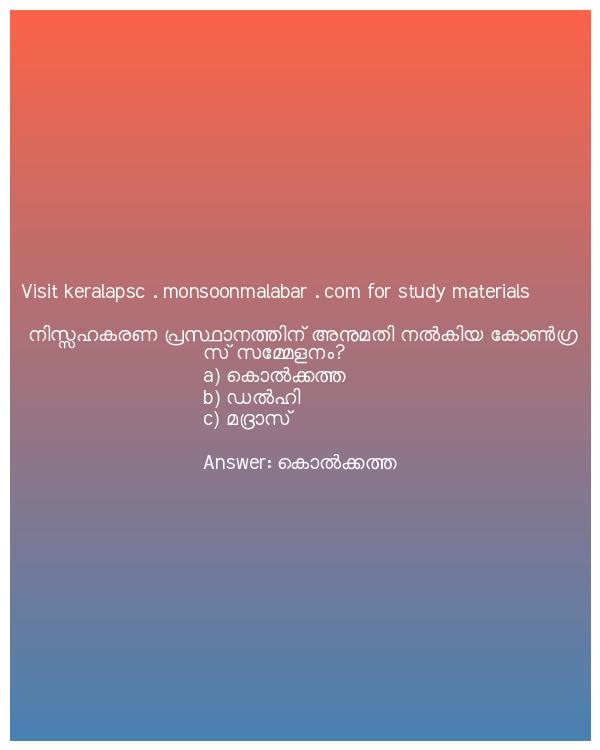 Visit keralapsc . monsoonmalabar . com for study materials
നിസ്സഹകരണ പ്രസ്ഥാനത്തിന് അനുമതി നൽകിയ കോൺഗ്ര
സ് സമ്മേളനം?
a) കൊൽക്കത്ത
b) ഡൽഹി
c) മദ്രാസ്
Answer: കൊൽക്കത്ത